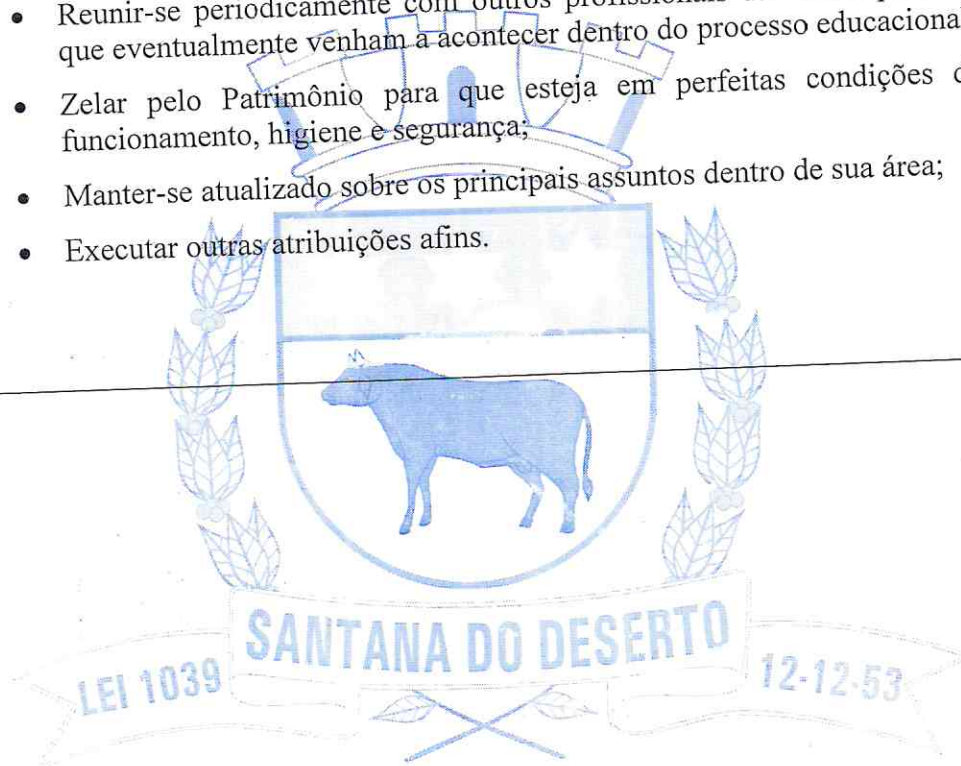 • Reunir-se periodicamente com outros profissionais
que eventualmente venham a acontecer dentro do processo educacional
• Zelar pelo Patrimônio para que esteja em perfeitas condições
funcionamento, higiene e segurança;
• Manter-se atualizado sobre os principais assuntos dentro de sua área;
• Executar outras atribuições afins.
SANTANA DO DESERTO
LEI 1039
12-12-53